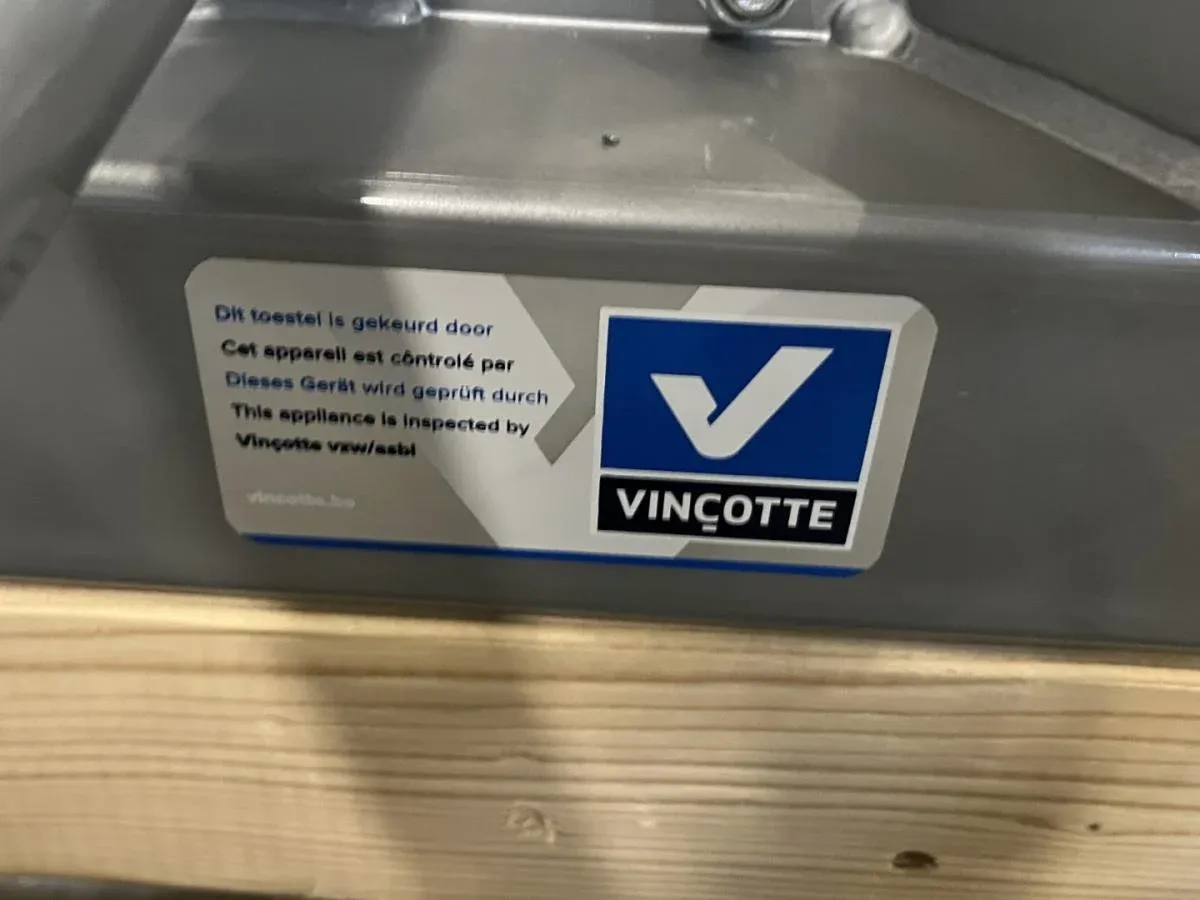 Dit toestel is gekeurd door
Cet appareil est côntrolé par
Dieses Gerät wird geprüft durch
This appliance is inspected by
Vinçotte vzw/asbl
vincotte.be
VINÇOTTE